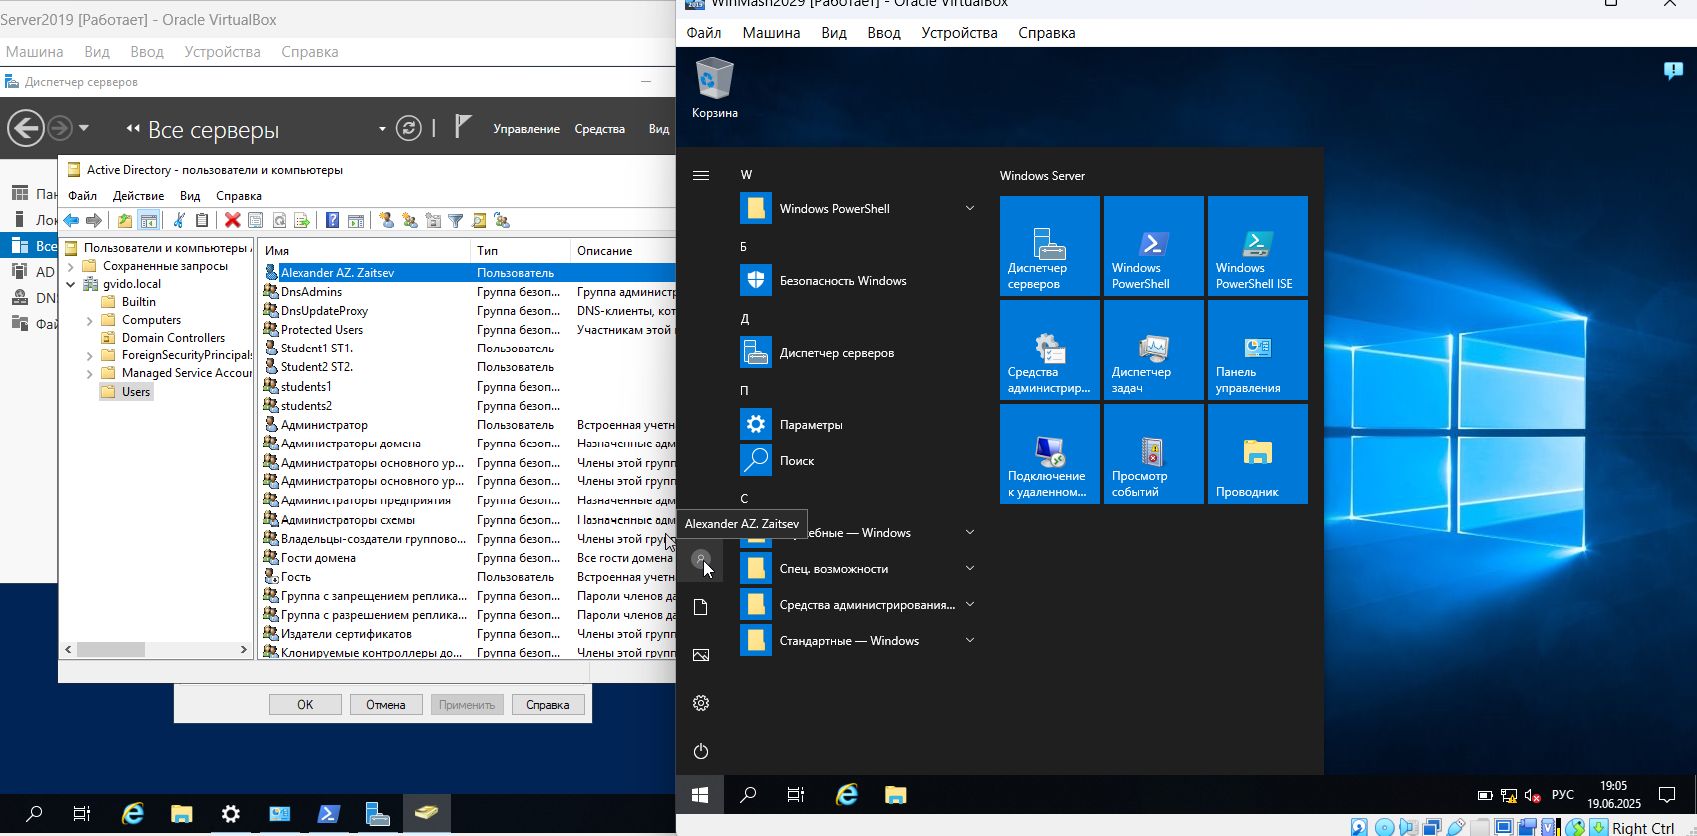 Server2019 [Работает] - Oracle VirtualBox
Машина Вид Ввод Устройства Справка
Диспетчер серверов
Все серверы
Управление Средства Вид
Пан
Лок
Все
AD
DN
Фай
Active Directory - пользователи и компьютеры
Файл Действие Вид Справка
Пользователи и компьютеры
Сохраненные запросы
gvido.local
Builtin
Computers
Domain Controllers
ForeignSecurityPrincipals
Managed Service Accour
Users
Имя Тип Описание
Alexander AZ. Zaitsev Пользователь
DnsAdmins Группа безоп... Группа администр
DnsUpdateProxy Группа безоп... DNS-клиенты, кот
Protected Users Группа безоп... Участникам этой
Student1 ST1. Пользователь
Student2 ST2. Пользователь
students1 Группа безоп...
students2 Группа безоп...
Администратор Пользователь Встроенная учетн
Администраторы домена Группа безоп... Назначенные адм
Администраторы основного ур... Группа безоп... Члены этой групп
Администраторы основного ур... Группа безоп... Члены этой групп
Администраторы предприятия Группа безоп... Назначенные адм
Администраторы схемы Группа безоп... Назначенные адм
Владельцы-создатели группово... Группа безоп... Члены этой груп
Гости домена Группа безоп... Все гости домена
Гость Пользователь Встроенная учетн
Группа с запрещением реплика... Группа безоп... Пароли членов да
Группа с разрешением реплика... Группа безоп... Пароли членов да
Издатели сертификатов Группа безоп... Члены этой групп
Клонируемые контроллеры до... Группа безоп... Члены этой групп
ОК Отмена Применить Справка
WinMash2029 [Работает] - Oracle VirtualBox
Файл Машина Вид Ввод Устройства Справка
Корзина
W
Windows PowerShell
Б
Безопасность Windows
Д
Диспетчер серверов
П
Параметры
Поиск
С
Alexander AZ. Zaitsev
ебные — Windows
Спец. возможности
Средства администрирования...
Стандартные — Windows
Windows Server
Диспетчер серверов
Windows PowerShell
Windows PowerShell ISE
Средства администрир...
Диспетчер задач
Панель управления
Подключение к удаленном...
Просмотр событий
Проводник
РУС
19:05
19.06.2025
Right Ctrl